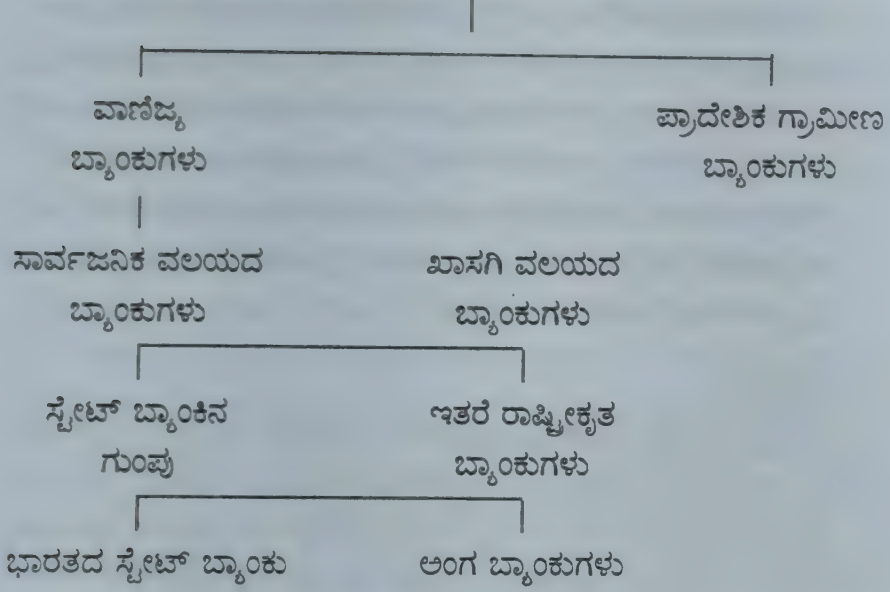 ವಾಣಿಜ್ಯ
ಬ್ಯಾಂಕುಗಳು
ಪ್ರಾದೇಶಿಕ ಗ್ರಾಮೀಣ
ಬ್ಯಾಂಕುಗಳು
ಸಾರ್ವಜನಿಕ ವಲಯದ
ಬ್ಯಾಂಕುಗಳು
ಖಾಸಗಿ ವಲಯದ
ಬ್ಯಾಂಕುಗಳು
ಸ್ಟೇಟ್ ಬ್ಯಾಂಕಿನ
ಗುಂಪು
ಇತರೆ ರಾಷ್ಟ್ರೀಕೃತ
ಬ್ಯಾಂಕುಗಳು
ಭಾರತದ ಸ್ಟೇಟ್ ಬ್ಯಾಂಕು
ಅಂಗ ಬ್ಯಾಂಕುಗಳು